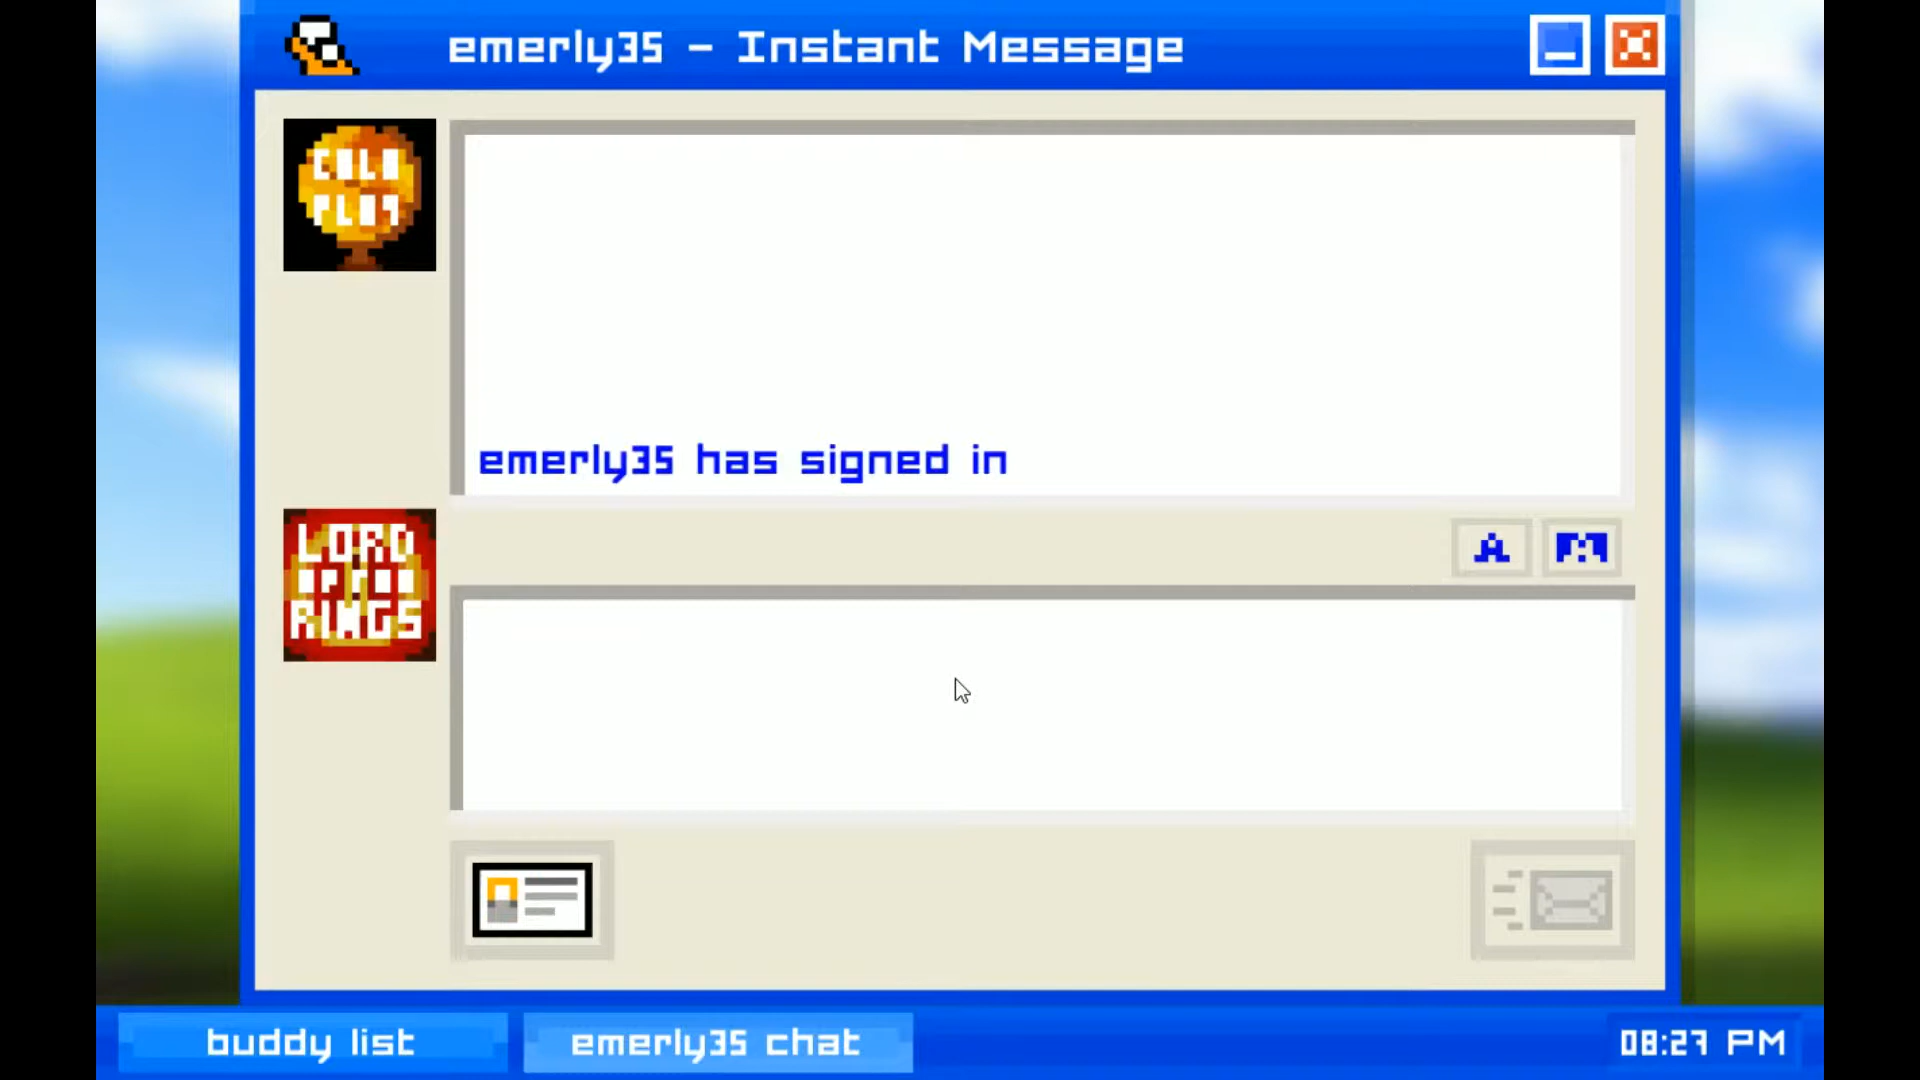 emerly35 - Instant Message
COLD
PLAY
emerly35 has signed in
LORD
OF THE
RINGS
A
buddy list
emerly35 chat
08:27 PM